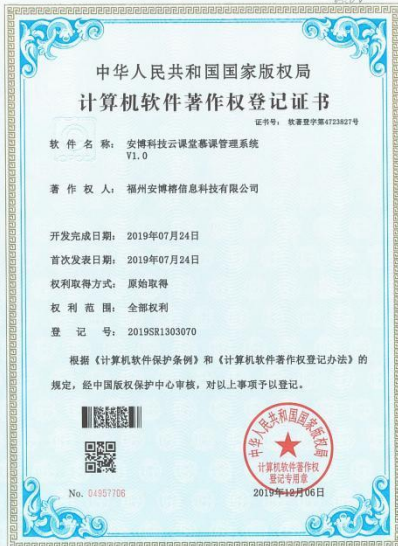 中华人民共和国国家版权局
计算机软件著作权登记证书
证书号： 软著登字第4723827号
软件名称： 安博科技云课堂慕课管理系统
V1.0
著作权人： 福州安博榕信息科技有限公司
开发完成日期： 2019年07月24日
首次发表日期： 2019年07月24日
权利取得方式： 原始取得
权利范围： 全部权利
登记号： 2019SR1303070
根据《计算机软件保护条例》和《计算机软件著作权登记办法》的
规定，经中国版权保护中心审核，对以上事项予以登记。
中华人民共和国国家版权局
计算机软件著作权
登记专用章
No. 04957706
2019年12月06日